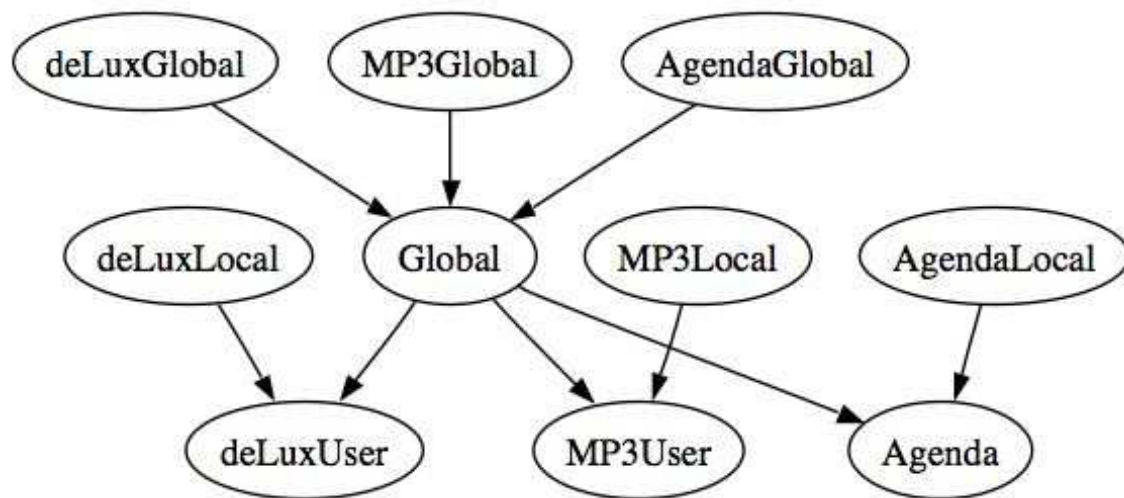 deLuxGlobal
MP3Global
AgendaGlobal
deLuxLocal
Global
MP3Local
AgendaLocal
deLuxUser
MP3User
Agenda